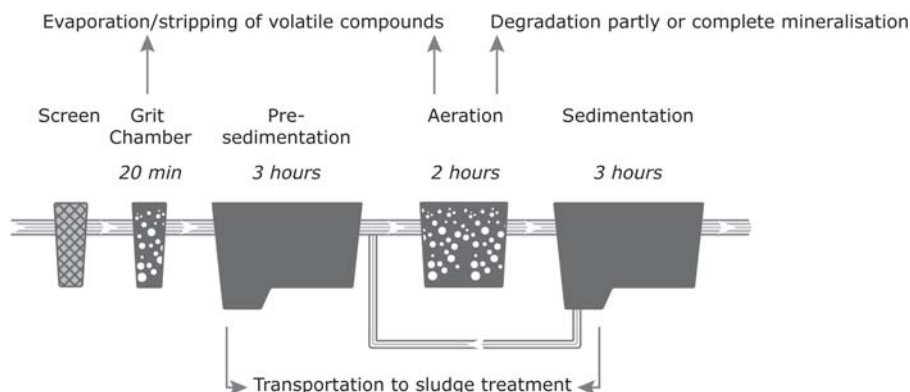 Evaporation/stripping of volatile compounds
Degradation partly or complete mineralisation
Screen
Grit
Chamber
20 min
Pre-
sedimentation
3 hours
Aeration
2 hours
Sedimentation
3 hours
Transportation to sludge treatment